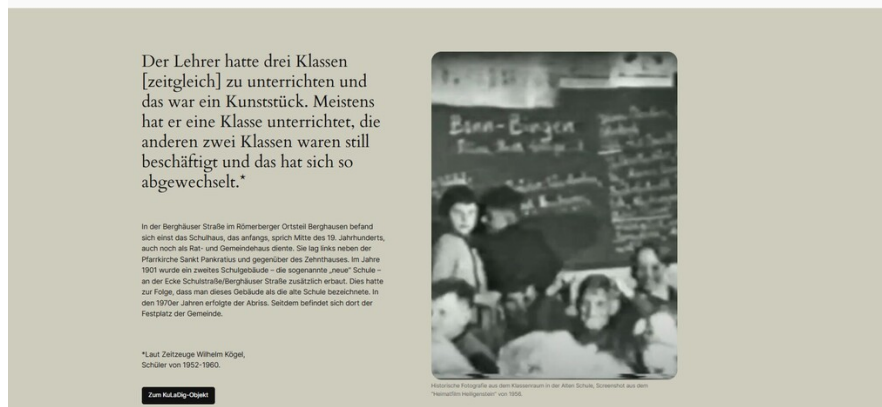 Der Lehrer hatte drei Klassen
[zeitgleich] zu unterrichten und
das war ein Kunststück. Meistens
hat er eine Klasse unterrichtet, die
anderen zwei Klassen waren still
beschäftigt und das hat sich so
abgewechselt.*
In der Berghäuser Straße im Römerberger Ortsteil Berghausen befand
sich einst das Schulhaus, das anfangs, sprich Mitte des 19. Jahrhunderts,
auch noch als Rat- und Gemeindehaus diente. Sie lag links neben der
Pfarrkirche Sankt Pankratius und gegenüber des Zehnthauses. Im Jahre
1901 wurde ein zweites Schulgebäude – die sogenannte „neue" Schule –
an der Ecke Schulstraße/Berghäuser Straße zusätzlich erbaut. Dies hatte
zur Folge, dass man dieses Gebäude als die alte Schule bezeichnete. In
den 1970er Jahren erfolgte der Abriss. Seitdem befindet sich dort der
Festplatz der Gemeinde.
*Laut Zeitzeuge Wilhelm Kögel,
Schüler von 1952-1960.
Zum KuLaDig-Objekt
Bonn-Bingen
Historische Fotografie aus dem Klassenraum in der Alten Schule, Screenshot aus dem
"Heimatfilm Heiligenstein" von 1956.